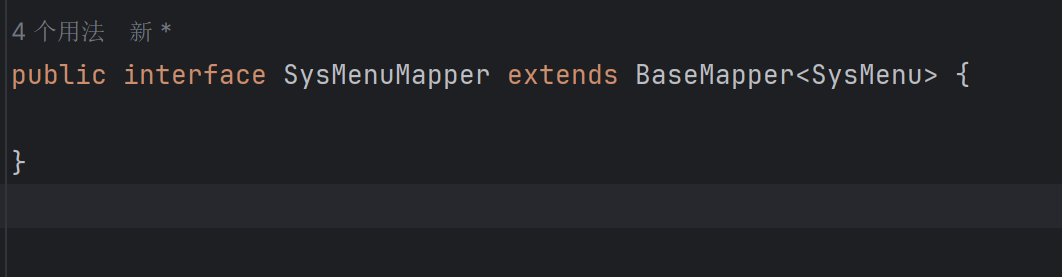 4 个用法 新 *
public interface SysMenuMapper extends BaseMapper<SysMenu> {
}